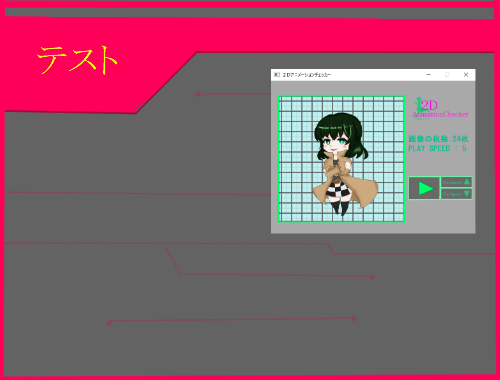 テスト
2Dアニメーションチェッカー
2D
AnimationChecker
画像の枚数:24枚
PLAY SPEED : 5